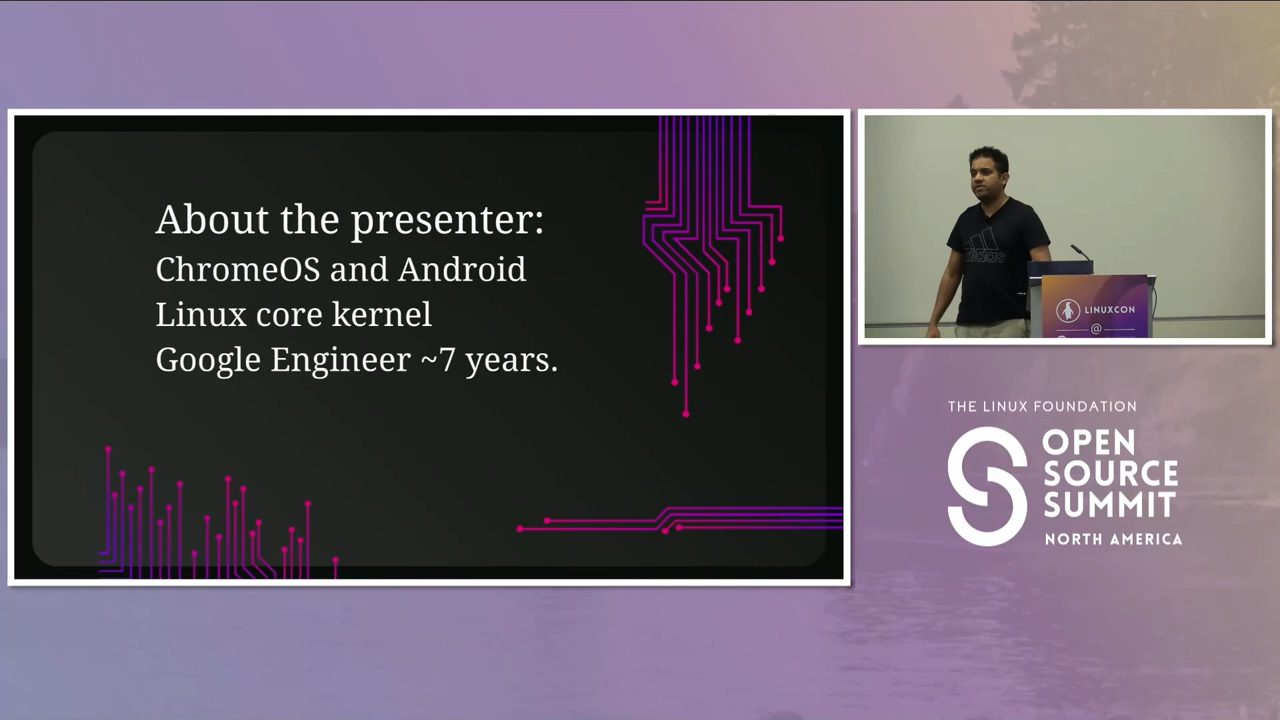 About the presenter:
ChromeOS and Android
Linux core kernel
Google Engineer ~7 years.
adidas
LINUXCON
@
THE LINUX FOUNDATION
OPEN
SOURCE
SUMMIT
NORTH AMERICA